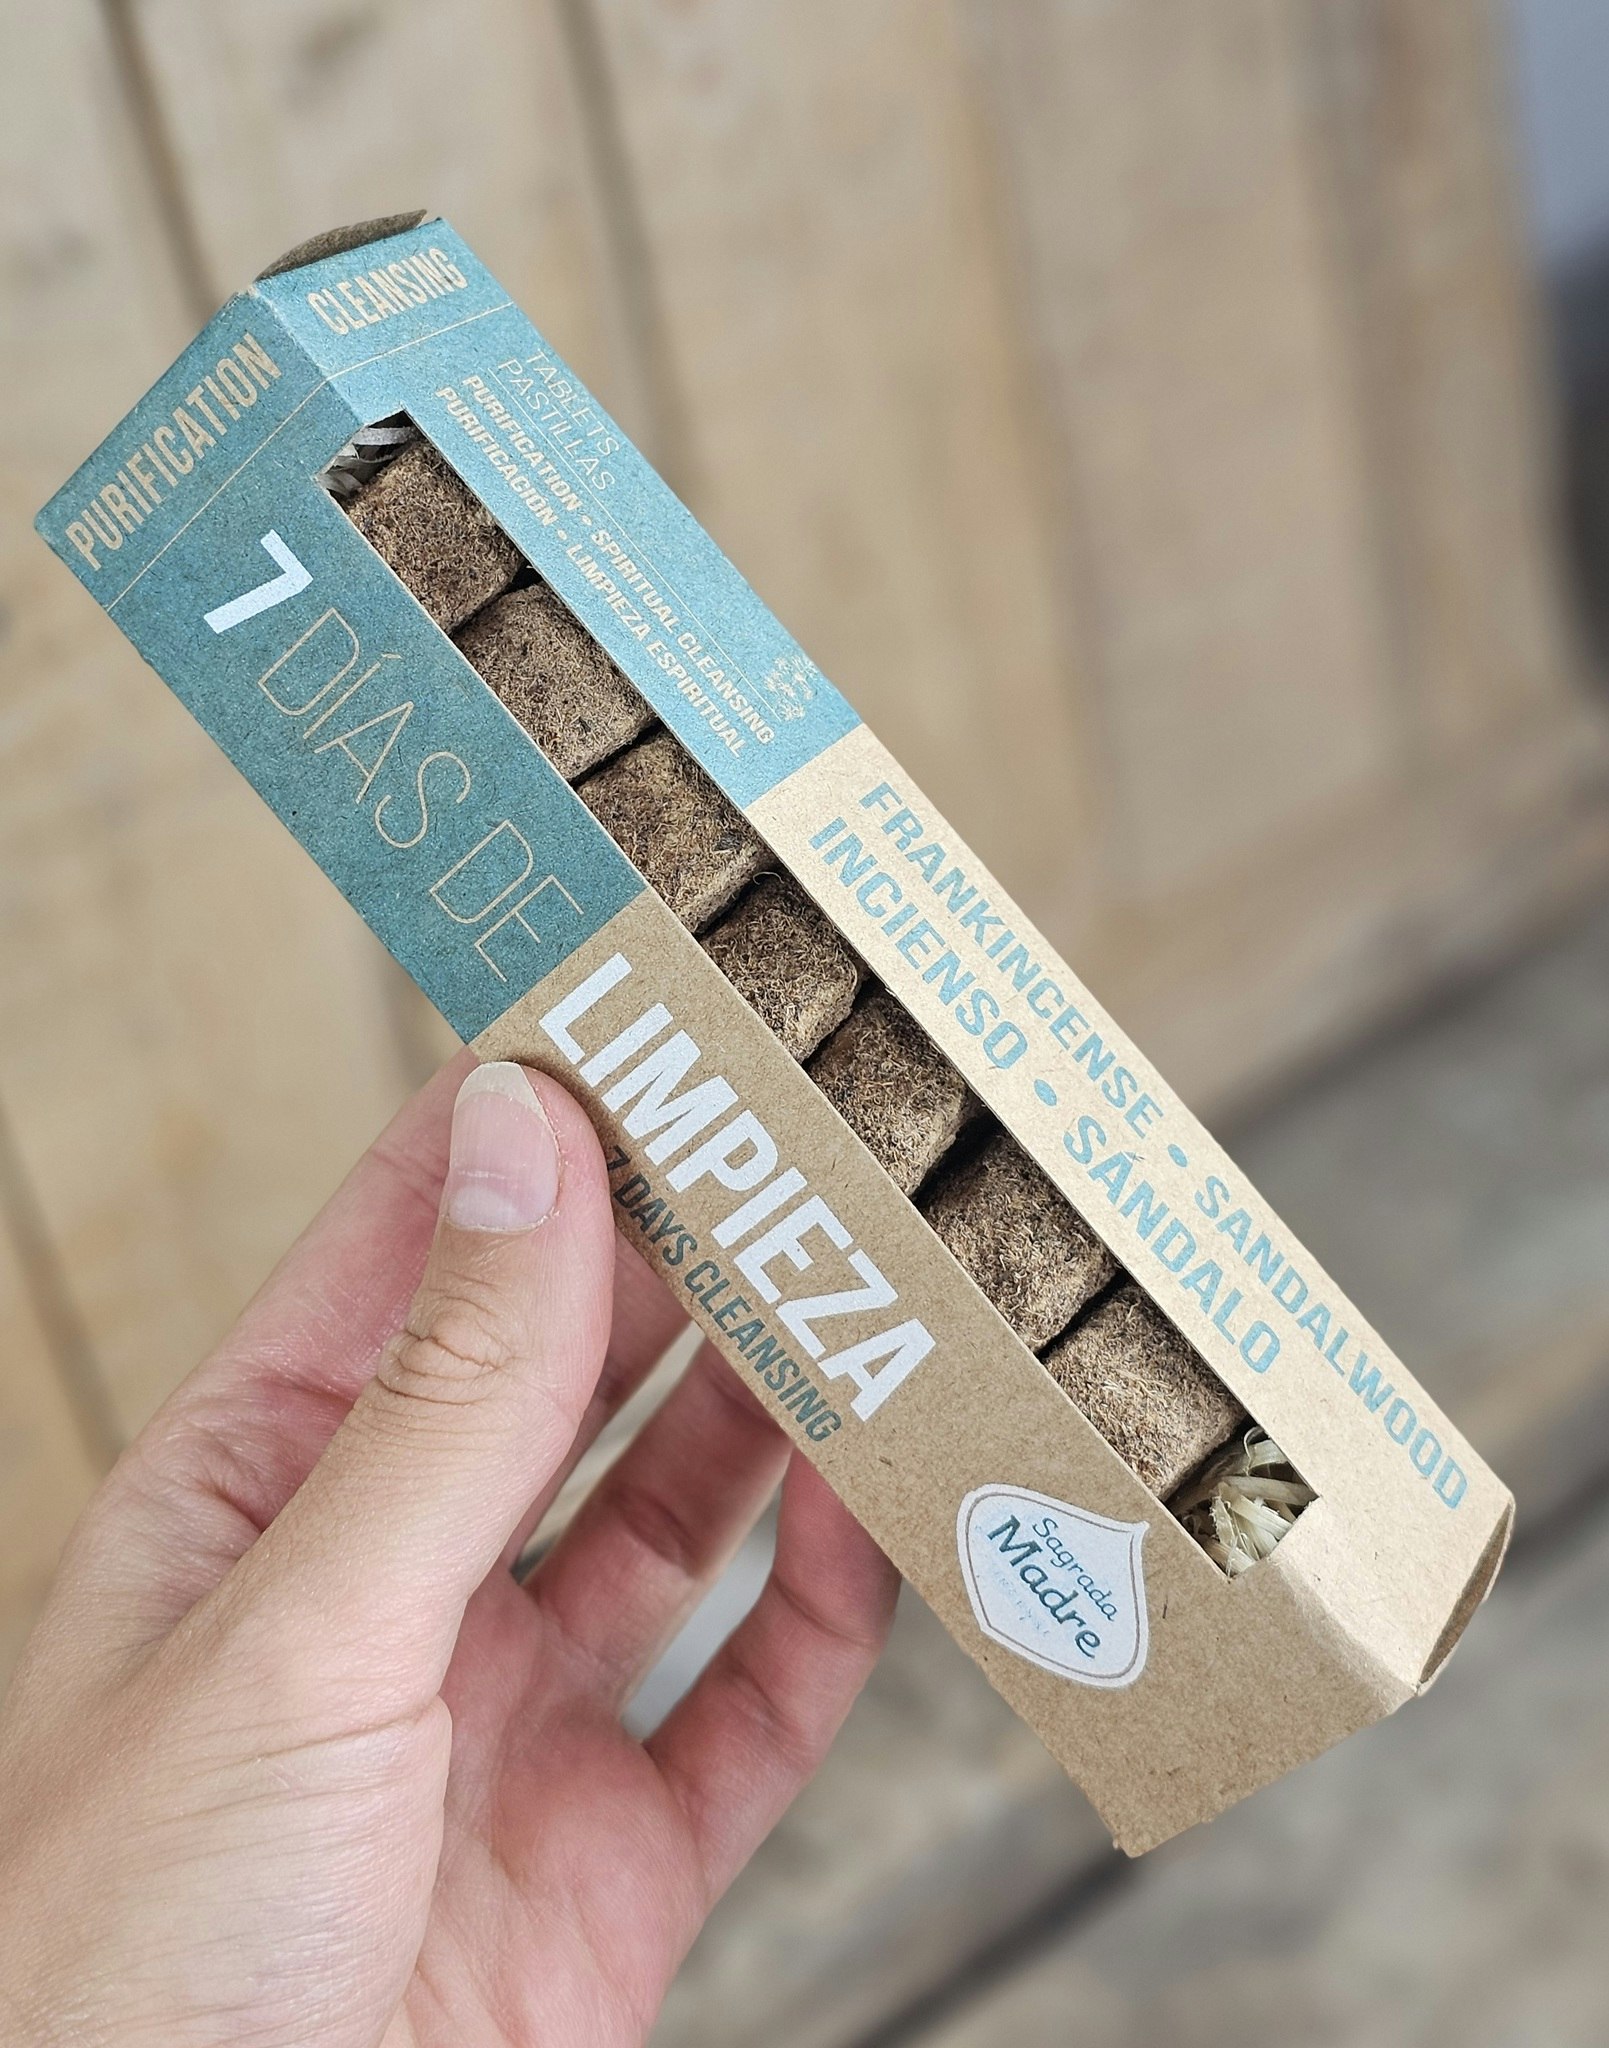 PURIFICATION
7 DÍAS DE
LIMPIEZA
7 DAYS CLEANSING
Sagrada
Madre
CLEANSING
TABLETS
PASTILLAS
PURIFICATION • SPIRITUAL CLEANSING
PURIFICACIÓN - LIMPIEZA ESPIRITUAL
FRANKINCENSE • SANDALWOOD
INCIENSO • SÁNDALO